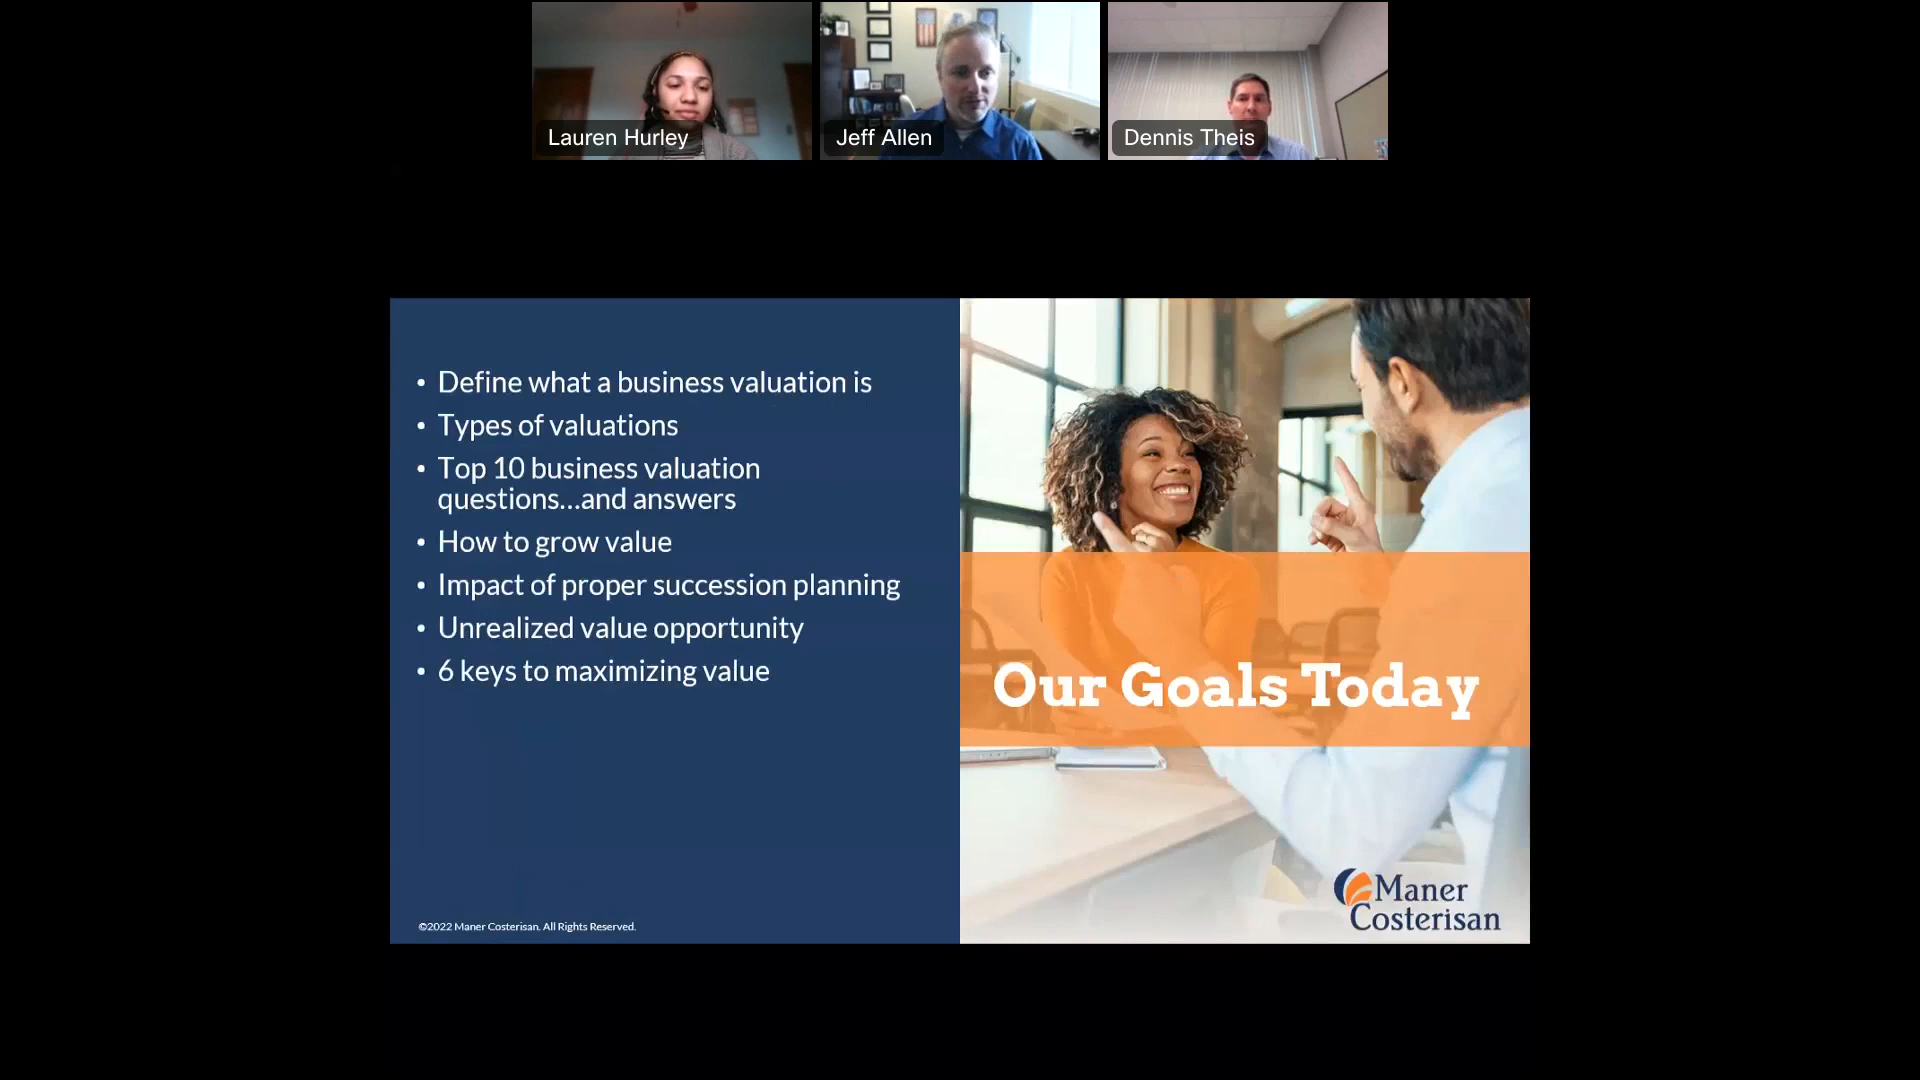 Lauren Hurley
Jeff Allen
Dennis Theis
• Define what a business valuation is
• Types of valuations
• Top 10 business valuation
questions...and answers
• How to grow value
• Impact of proper succession planning
• Unrealized value opportunity
• 6 keys to maximizing value
Our Goals Today
©2022 Maner Costerisan. All Rights Reserved.
Maner
Costerisan